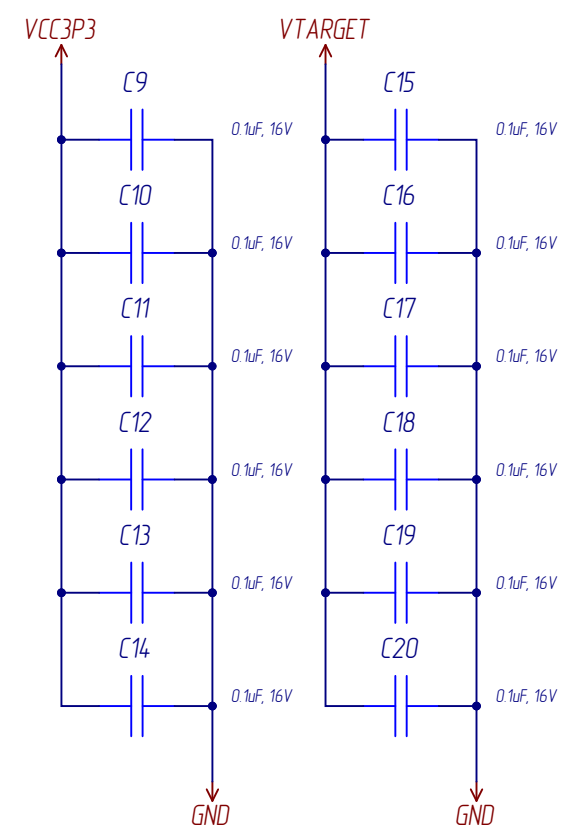 VCC3P3 VTARGET
C9 C15
0.1uF, 16V 0.1uF, 16V
C10 C16
0.1uF, 16V 0.1uF, 16V
C11 C17
0.1uF, 16V 0.1uF, 16V
C12 C18
0.1uF, 16V 0.1uF, 16V
C13 C19
0.1uF, 16V 0.1uF, 16V
C14 C20
0.1uF, 16V 0.1uF, 16V
GND GND